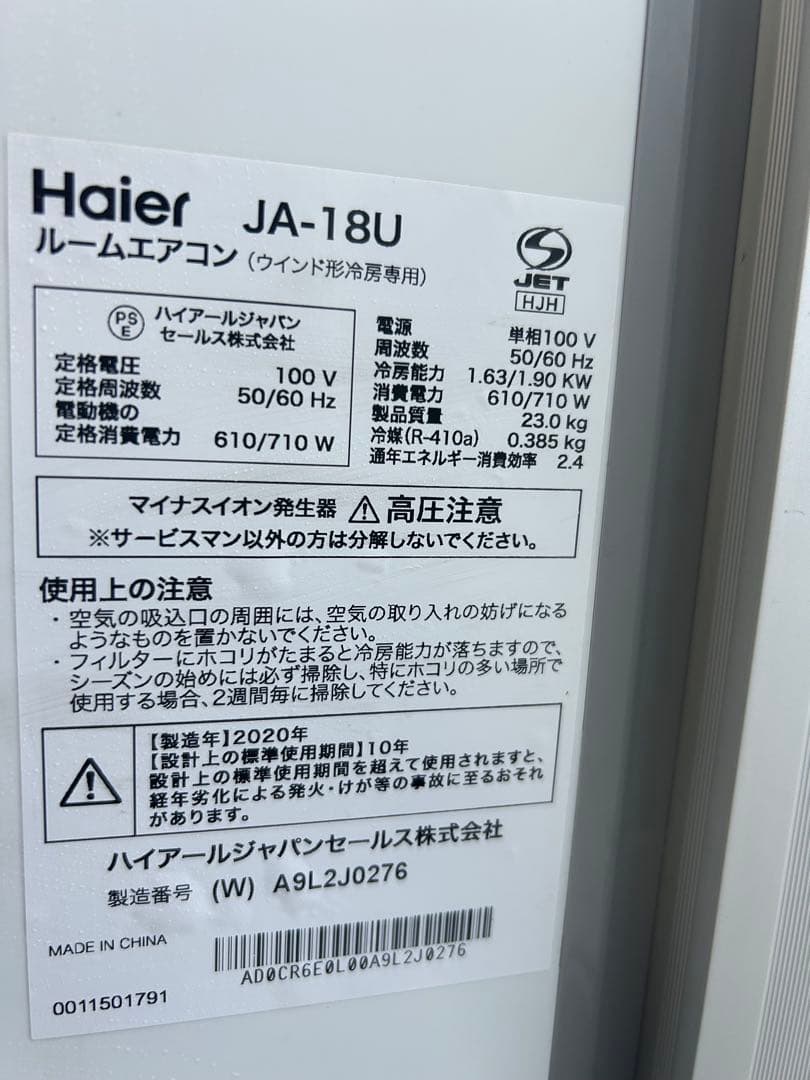 Haier JA-18U
ルームエアコン (ウインド形冷房専用)
JET
HJH
PS
E
ハイアールジャパン
セールス株式会社
定格電圧 100 V
定格周波数 50/60 Hz
電動機の
定格消費電力 610/710 W
電源 単相100 V
周波数 50/60 Hz
冷房能力 1.63/1.90 KW
消費電力 610/710 W
製品質量 23.0 kg
冷媒(R-410a) 0.385 kg
通年エネルギー消費効率 2.4
マイナスイオン発生器 ⚠ 高圧注意
※サービスマン以外の方は分解しないでください。
使用上の注意
・空気の吸込口の周囲には、空気の取り入れの妨げになる
ようなものを置かないでください。
・フィルターにホコリがたまると冷房能力が落ちますので、
シーズンの始めには必ず掃除し、特にホコリの多い場所で
使用する場合、2週間毎に掃除してください。
【製造年】2020年
【設計上の標準使用期間】10年
設計上の標準使用期間を超えて使用されますと、
経年劣化による発火・けが等の事故に至るおそれ
があります。
ハイアールジャパンセールス株式会社
製造番号 (W) A9L2J0276
MADE IN CHINA
AD0CR6E0L00A9L2J0276
0011501791